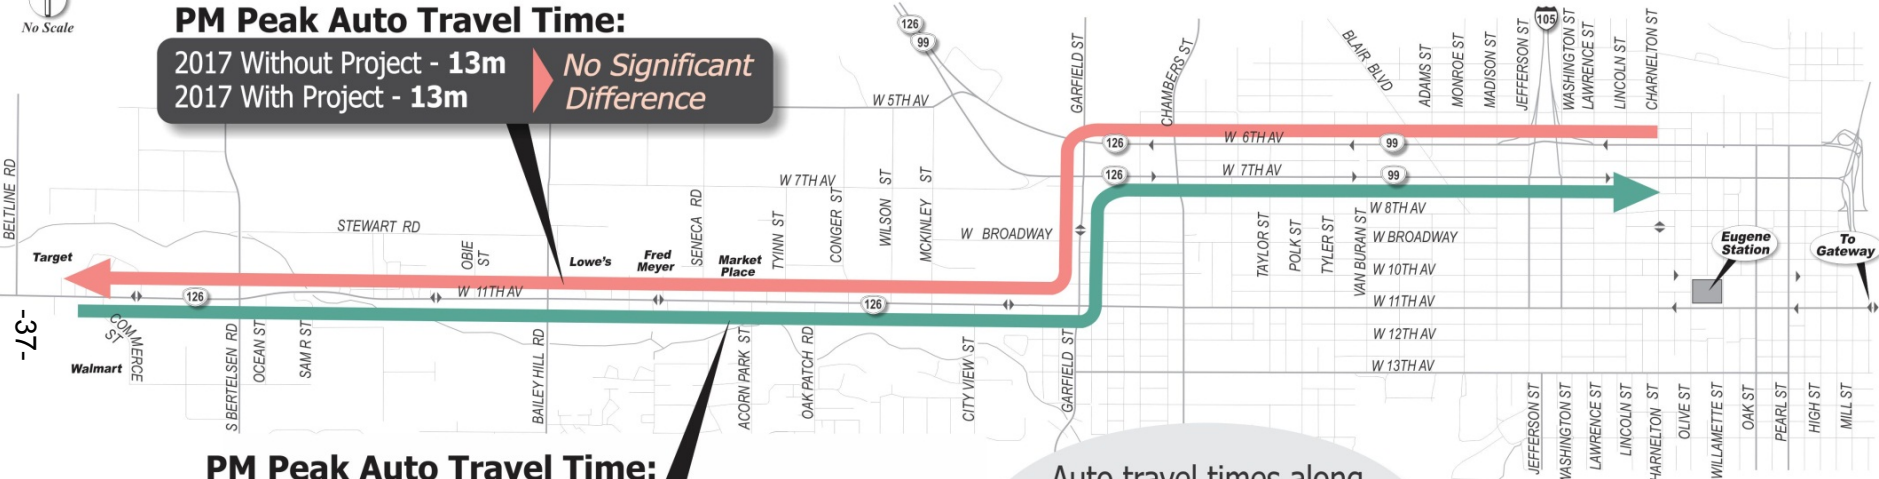 No Scale
PM Peak Auto Travel Time:
2017 Without Project - 13m
2017 With Project - 13m
No Significant
Difference
126
99
105
GARFIELD ST
CHAMBERS ST
BLAIR BLVD
ADAMS ST
MONROE ST
MADISON ST
JEFFERSON ST
WASHINGTON ST
LAWRENCE ST
LINCOLN ST
CHARNELTON ST
W 5TH AV
BELTLINE RD
126
W 6TH AV
99
126
W 7TH AV
99
W 7TH AV
STEWART RD
OBIE
ST
SENECA RD
TYINN ST
CONGER ST
WILSON ST
MCKINLEY ST
W BROADWAY
TAYLOR ST
POLK ST
TYLER ST
VAN BURAN ST
W 8TH AV
W BROADWAY
W 10TH AV
W 11TH AV
W 12TH AV
W 13TH AV
Target
Lowe's
Fred
Meyer
Market
Place
Eugene
Station
To
Gateway
126
W 11TH AV
126
-37-
COMMERCE
ST
Walmart
S BERTELSEN RD
OCEAN ST
SAM R ST
BAILEY HILL RD
ACORN PARK ST
OAK PATCH RD
CITY VIEW ST
GARFIELD ST
JEFFERSON ST
WASHINGTON ST
LAWRENCE ST
LINCOLN ST
HARNELTON ST
OLIVE ST
WILLAMETTE ST
OAK ST
PEARL ST
HIGH ST
MILL ST
PM Peak Auto Travel Time:
Auto travel times along